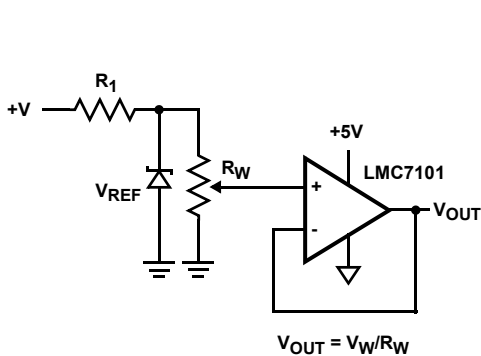 R1
+V
+5V
RW
LMC7101
+
VREF
VOUT
-
VOUT = VW/RW